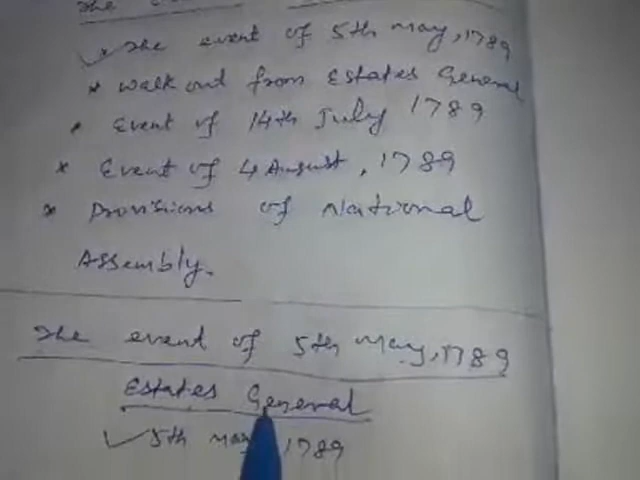 The
The event of 5th May, 1789
* Walk out from Estates General
* Event of 14th July 1789
* Event of 4 August, 1789
* Provisions of National
Assembly.
The event of 5th May, 1789
Estates General
5th May 1789